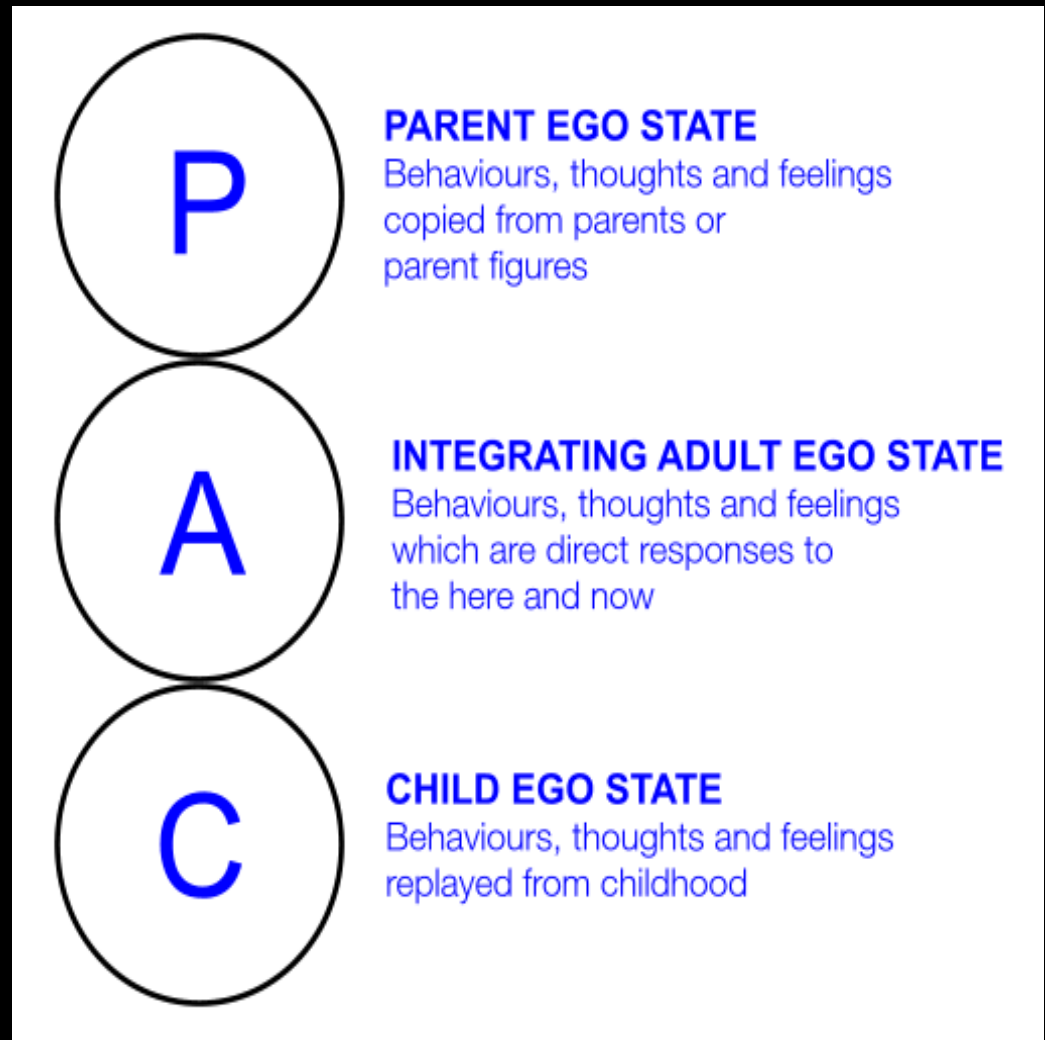 P
PARENT EGO STATE
Behaviours, thoughts and feelings
copied from parents or
parent figures
A
INTEGRATING ADULT EGO STATE
Behaviours, thoughts and feelings
which are direct responses to
the here and now
C
CHILD EGO STATE
Behaviours, thoughts and feelings
replayed from childhood